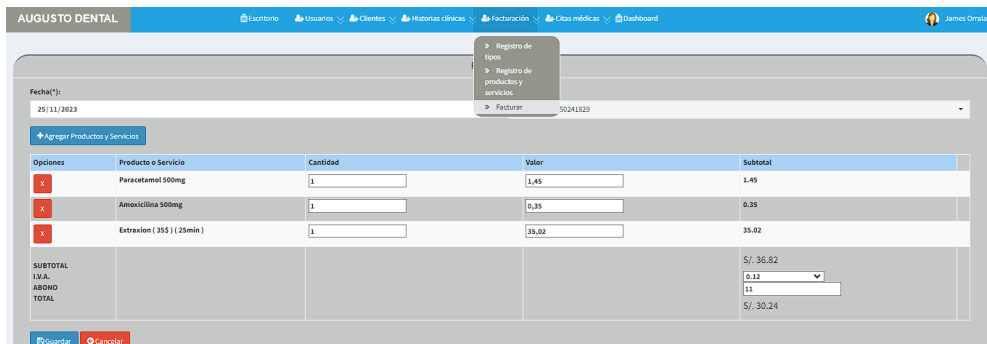 AUGUSTO DENTAL
Escritorio Usuarios Clientes Historias clínicas Facturación Citas médicas Dashboard
James Orrala
» Registro de
tipos
» Registro de
productos y
servicios
» Facturar
Fecha(*):
25/11/2023
50241829
+Agregar Productos y Servicios
Opciones Producto o Servicio Cantidad Valor Subtotal
X Paracetamol 500mg 1 1,45 1.45
X Amoxicilina 500mg 1 0,35 0.35
X Extraxion ( 35$ ) ( 25min ) 1 35,02 35.02
SUBTOTAL S/. 36.82
I.V.A. 0.12
ABONO 11
TOTAL S/. 30.24
Guardar Cancelar